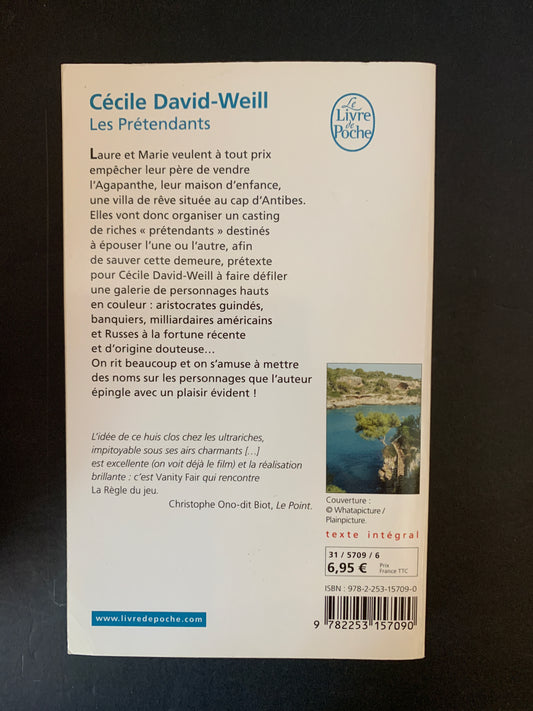 Cécile David-Weill
Les Prétendants
Le
Livre
de
Poche
Laure et Marie veulent à tout prix
empêcher leur père de vendre
l'Agapanthe, leur maison d'enfance,
une villa de rêve située au cap d'Antibes.
Elles vont donc organiser un casting
de riches « prétendants » destinés
à épouser l'une ou l'autre, afin
de sauver cette demeure, prétexte
pour Cécile David-Weill à faire défiler
une galerie de personnages hauts
en couleur : aristocrates guindés,
banquiers, milliardaires américains
et Russes à la fortune récente
et d'origine douteuse…
On rit beaucoup et on s'amuse à mettre
des noms sur les personnages que l'auteur
épingle avec un plaisir évident !
L'idée de ce huis clos chez les ultrariches,
impitoyable sous ses airs charmants […]
est excellente (on voit déjà le film) et la réalisation
brillante : c'est Vanity Fair qui rencontre
La Règle du jeu.
Christophe Ono-dit Biot, Le Point.
Couverture :
© Whatapicture /
Plainpicture.
texte intégral
31 / 5709 / 6
6,95 € Prix
France TTC
ISBN : 978-2-253-15709-0
9 782253 157090
www.livredepoche.com